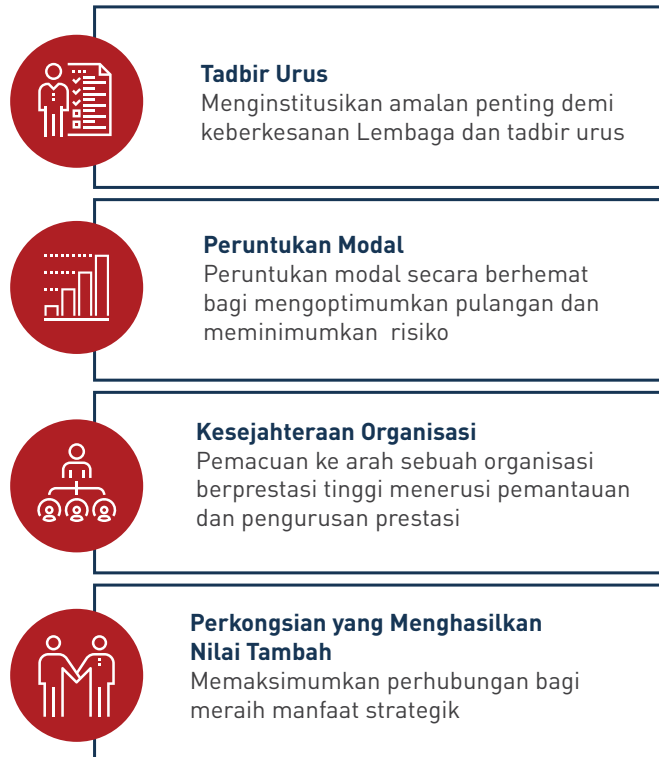 Tadbir Urus
Menginstitusikan amalan penting demi
keberkesanan Lembaga dan tadbir urus
Peruntukan Modal
Peruntukan modal secara berhemat
bagi mengoptimumkan pulangan dan
meminimumkan risiko
Kesejahteraan Organisasi
Pemacuan ke arah sebuah organisasi
berprestasi tinggi menerusi pemantauan
dan pengurusan prestasi
Perkongsian yang Menghasilkan
Nilai Tambah
Memaksimumkan perhubungan bagi
meraih manfaat strategik